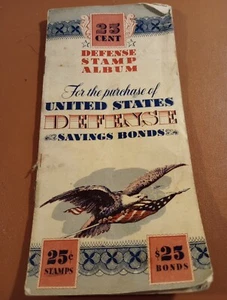 25
CENT
DEFENSE
STAMP
ALBUM
For the purchase of
UNITED STATES
DEFENSE
SAVINGS BONDS
25¢
STAMPS
$25
BONDS